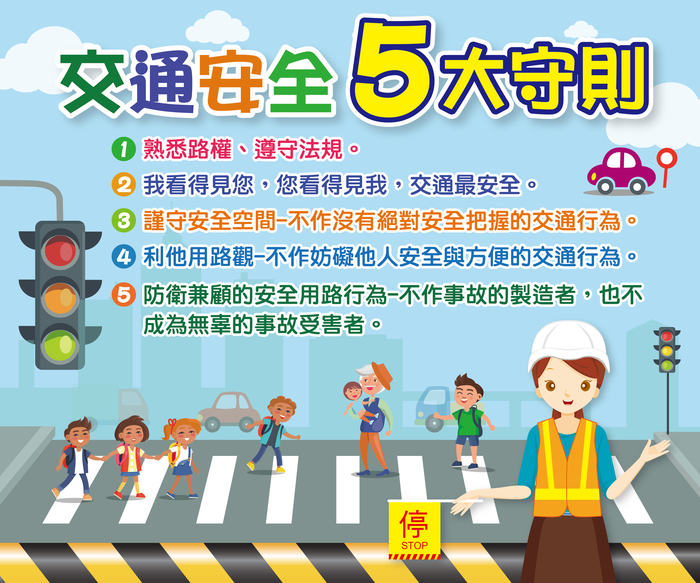 交通安全5大守則
1 熟悉路權、遵守法規。
2 我看得見您，您看得見我，交通最安全。
3 謹守安全空間-不作沒有絕對安全把握的交通行為。
4 利他用路觀-不作妨礙他人安全與方便的交通行為。
5 防衛兼顧的安全用路行為-不作事故的製造者，也不
成為無辜的事故受害者。
停
STOP